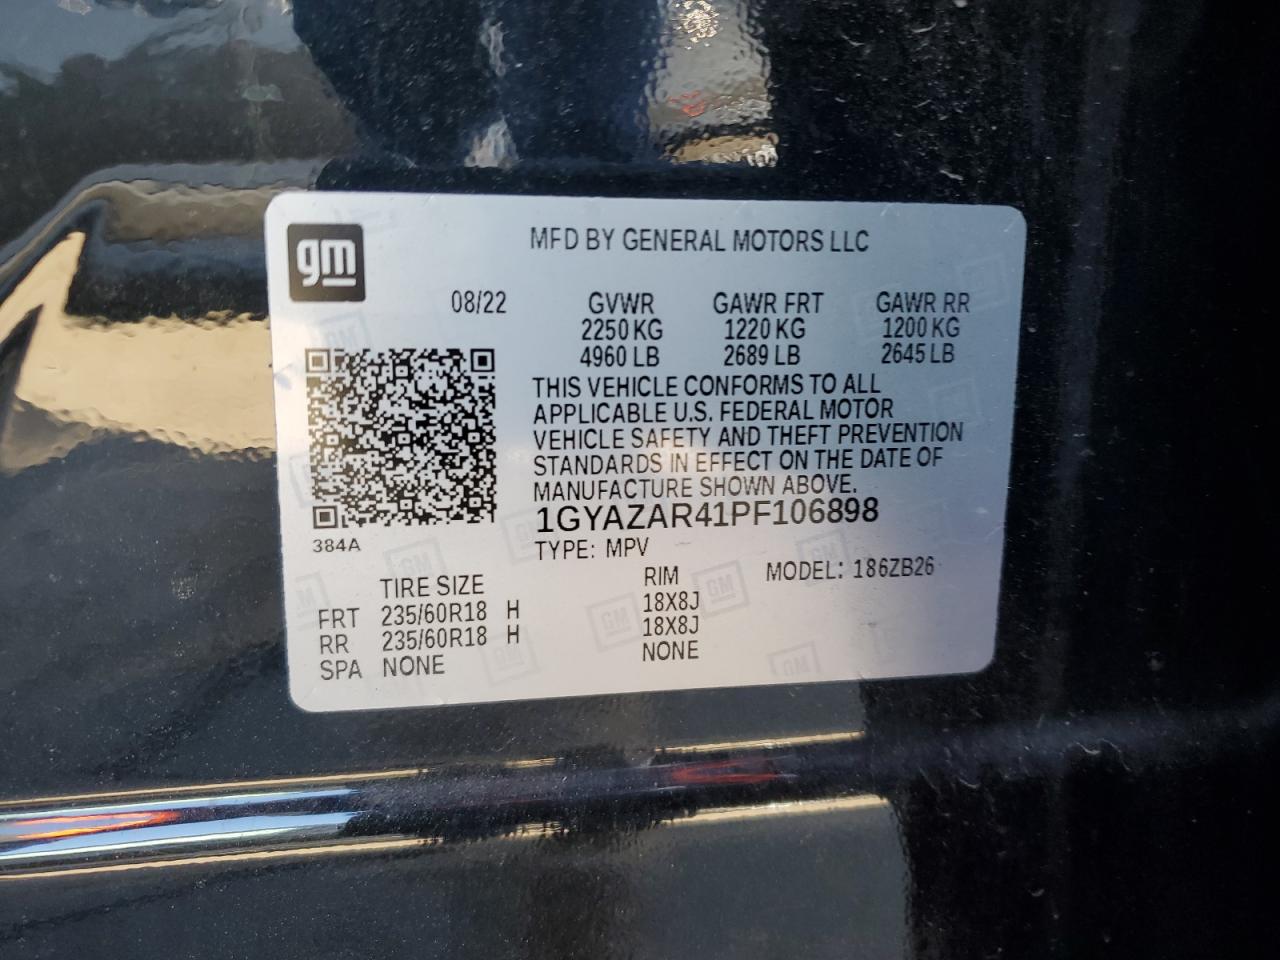 gm
MFD BY GENERAL MOTORS LLC
08/22 GVWR GAWR FRT GAWR RR
2250 KG 1220 KG 1200 KG
4960 LB 2689 LB 2645 LB
THIS VEHICLE CONFORMS TO ALL
APPLICABLE U.S. FEDERAL MOTOR
VEHICLE SAFETY AND THEFT PREVENTION
STANDARDS IN EFFECT ON THE DATE OF
MANUFACTURE SHOWN ABOVE.
1GYAZAR41PF106898
384A
TYPE: MPV
MODEL: 186ZB26
TIRE SIZE RIM
FRT 235/60R18 H 18X8J
RR 235/60R18 H 18X8J
SPA NONE NONE